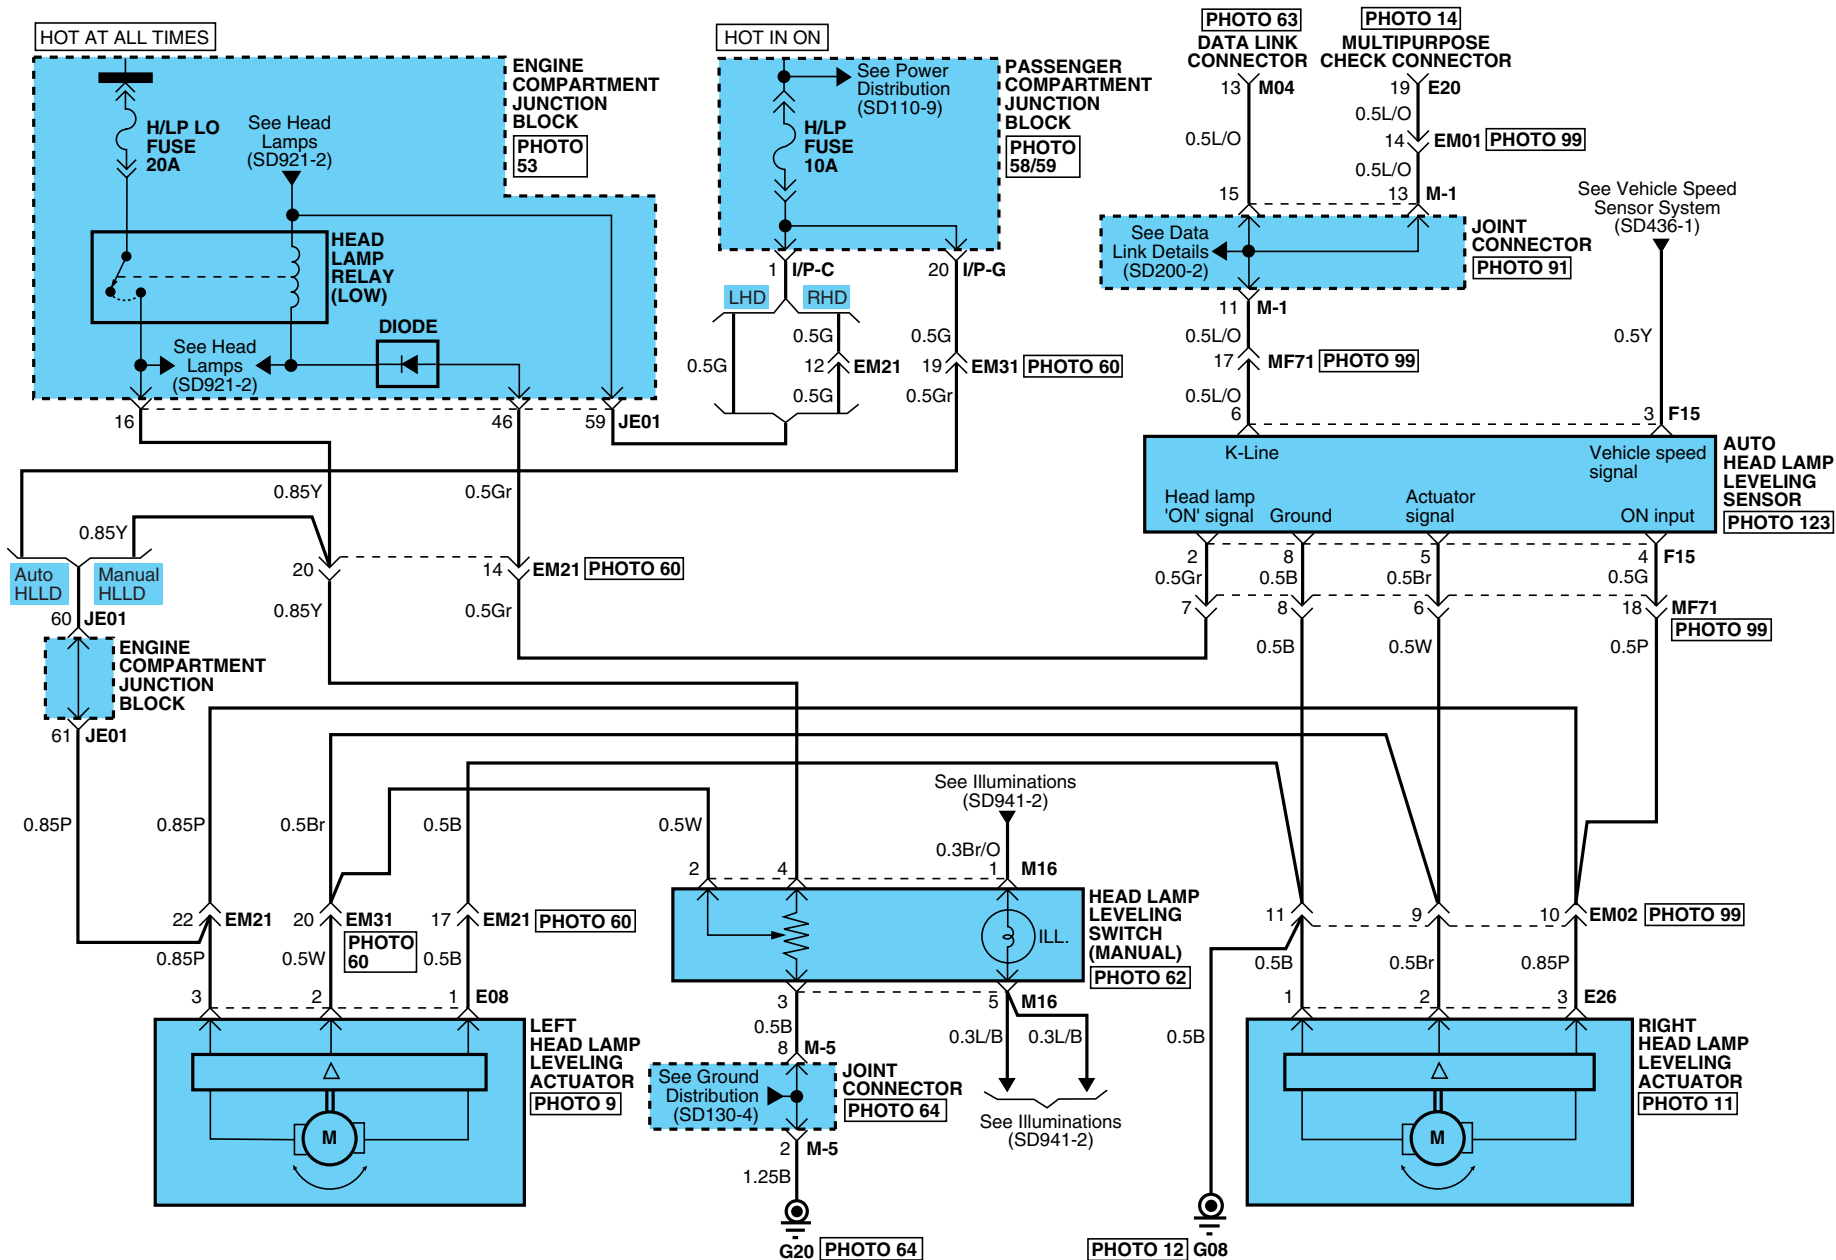 HOT AT ALL TIMES
ENGINE
COMPARTMENT
JUNCTION
BLOCK
PHOTO
53
H/LP LO
FUSE
20A
See Head
Lamps
(SD921-2)
HEAD
LAMP
RELAY
(LOW)
DIODE
See Head
Lamps
(SD921-2)
16
46
59
JE01
HOT IN ON
See Power
Distribution
(SD110-9)
PASSENGER
COMPARTMENT
JUNCTION
BLOCK
PHOTO
58/59
H/LP
FUSE
10A
1
I/P-C
20
I/P-G
LHD
RHD
0.5G
0.5G
0.5G
12
EM21
19
EM31
PHOTO 60
0.5G
0.5Gr
PHOTO 63
DATA LINK
CONNECTOR
13
M04
PHOTO 14
MULTIPURPOSE
CHECK CONNECTOR
19
E20
0.5L/O
0.5L/O
14
EM01
PHOTO 99
0.5L/O
15
13
M-1
See Data
Link Details
(SD200-2)
JOINT
CONNECTOR
PHOTO 91
11
M-1
0.5L/O
17
MF71
PHOTO 99
0.5L/O
6
See Vehicle Speed
Sensor System
(SD436-1)
0.5Y
3
F15
K-Line
Vehicle speed
signal
Head lamp
'ON' signal
Ground
Actuator
signal
ON input
AUTO
HEAD LAMP
LEVELING
SENSOR
PHOTO 123
2
8
5
4
F15
0.5Gr
0.5B
0.5Br
0.5G
7
8
6
18
MF71
PHOTO 99
0.5B
0.5W
0.5P
0.85Y
0.5Gr
0.85Y
Auto
HLLD
Manual
HLLD
20
14
EM21
PHOTO 60
0.85Y
0.5Gr
60
JE01
ENGINE
COMPARTMENT
JUNCTION
BLOCK
61
JE01
0.85P
0.85P
0.5Br
0.5B
0.5W
See Illuminations
(SD941-2)
0.3Br/O
2
4
1
M16
22
EM21
20
EM31
PHOTO
60
17
EM21
PHOTO 60
0.85P
0.5W
0.5B
3
2
1
E08
LEFT
HEAD LAMP
LEVELING
ACTUATOR
PHOTO 9
M
HEAD LAMP
LEVELING
SWITCH
(MANUAL)
PHOTO 62
ILL.
3
5
M16
0.5B
0.3L/B
0.3L/B
8
M-5
See Ground
Distribution
(SD130-4)
JOINT
CONNECTOR
PHOTO 64
See Illuminations
(SD941-2)
2
M-5
1.25B
G20
PHOTO 64
11
9
10
EM02
PHOTO 99
0.5B
0.5Br
0.85P
1
2
3
E26
0.5B
RIGHT
HEAD LAMP
LEVELING
ACTUATOR
PHOTO 11
M
PHOTO 12
G08